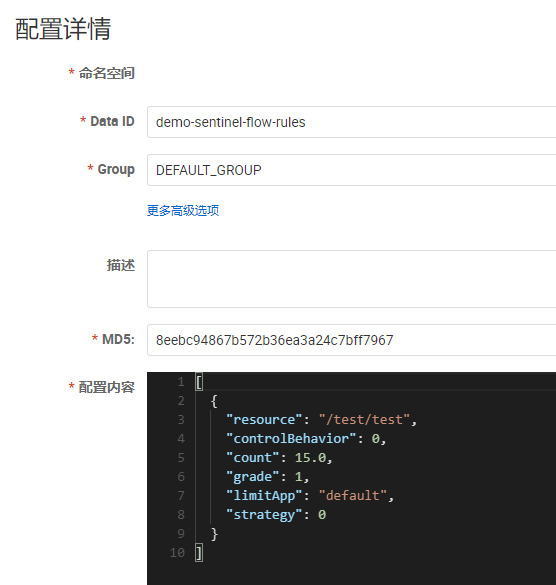 配置详情
* 命名空间
* Data ID demo-sentinel-flow-rules
* Group DEFAULT_GROUP
更多高级选项
描述
* MD5: 8eebc94867b572b36ea3a24c7bff7967
* 配置内容 1 [
2 {
3 "resource": "/test/test",
4 "controlBehavior": 0,
5 "count": 15.0,
6 "grade": 1,
7 "limitApp": "default",
8 "strategy": 0
9 }
10 ]